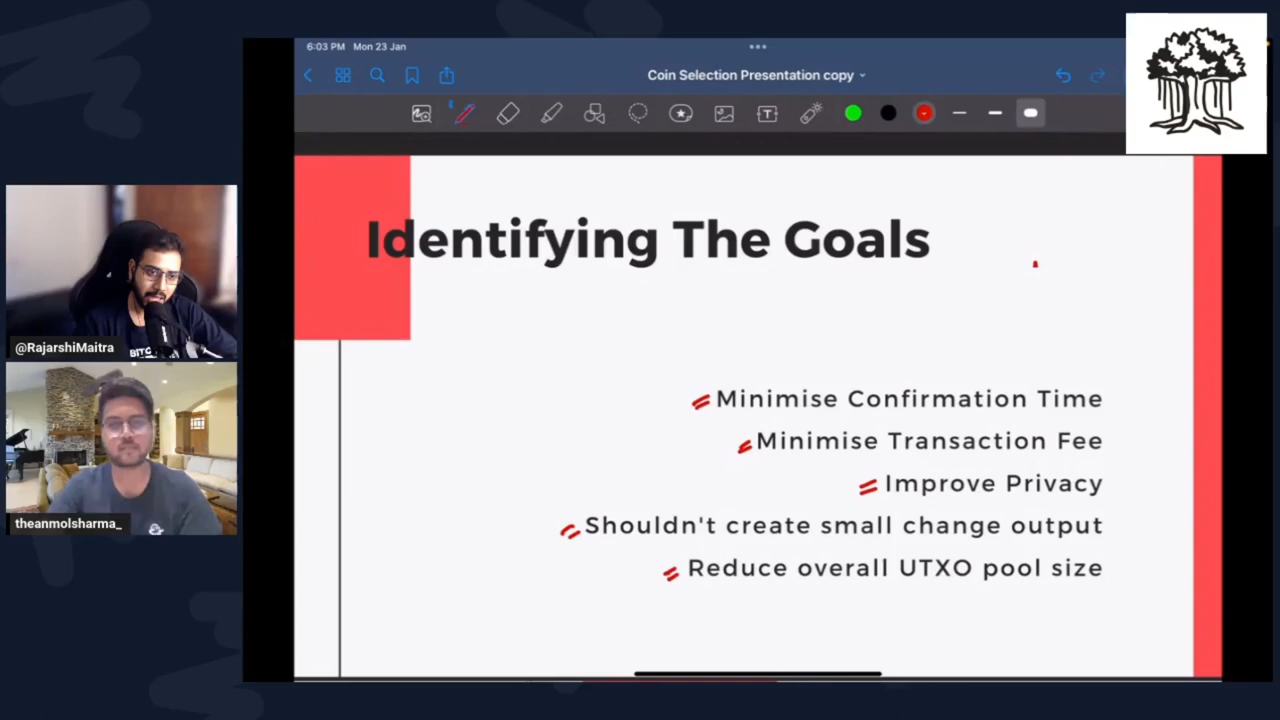 6:03 PM Mon 23 Jan
Coin Selection Presentation copy
T
Identifying The Goals
Minimise Confirmation Time
Minimise Transaction Fee
Improve Privacy
Shouldn't create small change output
Reduce overall UTXO pool size
@RajarshiMaitra
BITC
theanmolsharma_